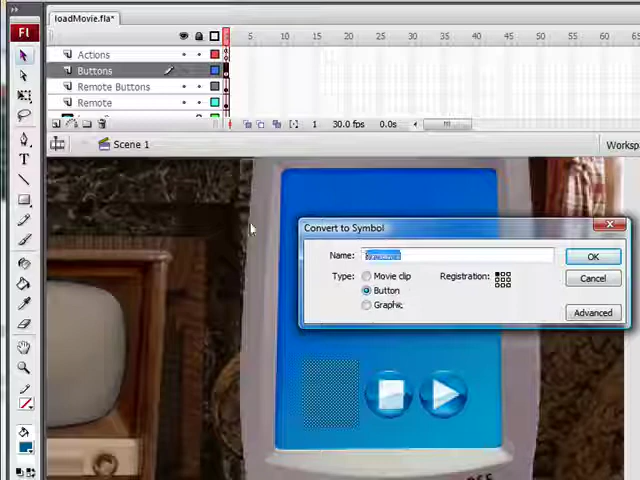 loadMovie.fla*
Fl
5 10 15 20 25 30 35 40 45 50 55 60 65
Actions
Buttons
Remote Buttons
Remote
1 30.0 fps 0.0s
Scene 1
Worksp
Convert to Symbol
Name:
OK
Type: Movie clip
Registration:
Button
Cancel
Graphic
Advanced
T